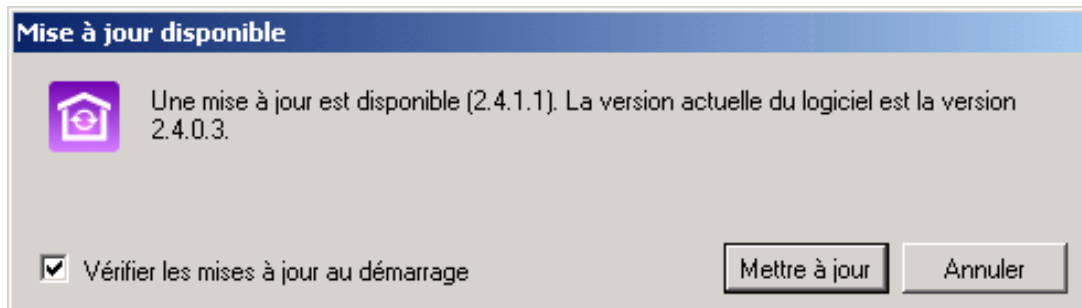 Mise à jour disponible
Une mise à jour est disponible (2.4.1.1). La version actuelle du logiciel est la version
2.4.0.3.
Vérifier les mises à jour au démarrage
Mettre à jour
Annuler